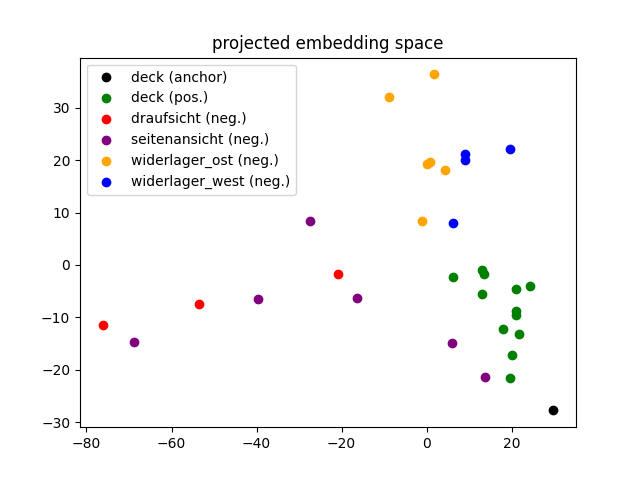 projected embedding space
deck (anchor)
deck (pos.)
draufsicht (neg.)
seitenansicht (neg.)
widerlager_ost (neg.)
widerlager_west (neg.)
30
20
10
0
−10
−20
−30
−80 −60 −40 −20 0 20